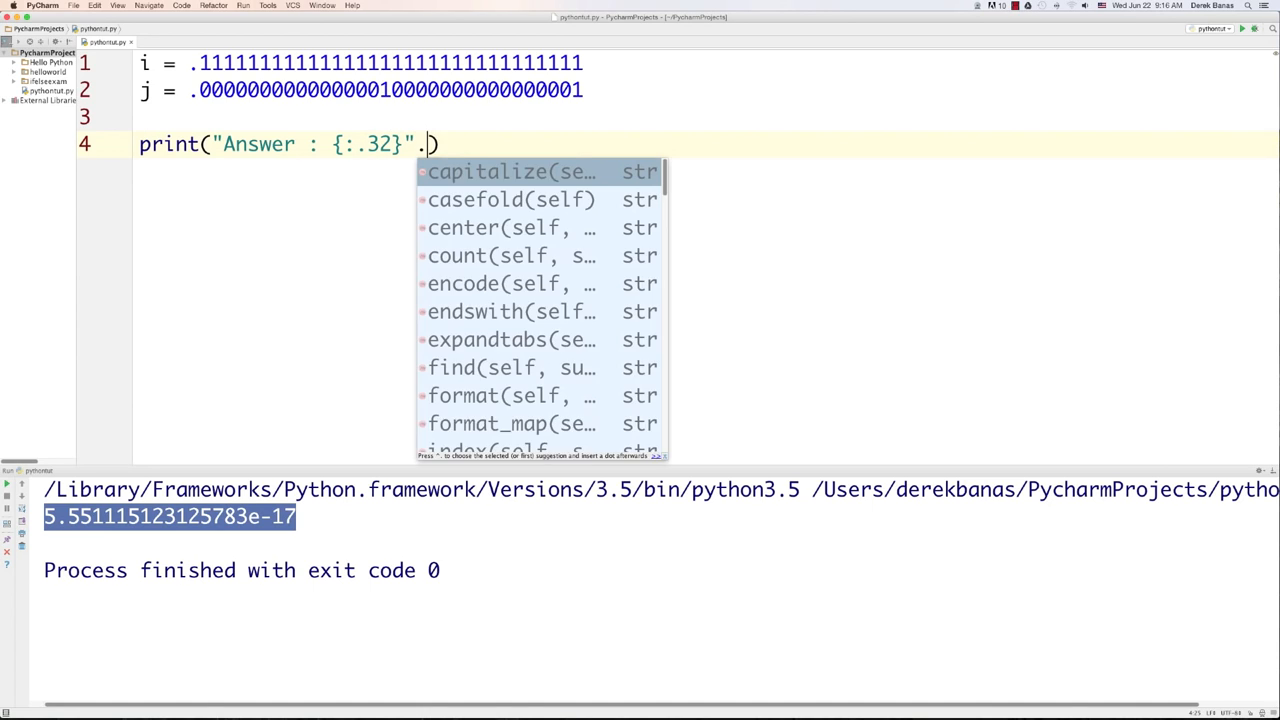 PyCharm File Edit View Navigate Code Refactor Run Tools VCS Window Help 10 Wed Jun 22 9:16 AM Derek Banas
pythontut.py - PyCharmProjects - [~/PycharmProjects]
PycharmProjects pythontut.py pythontut
pythontut.py
PycharmProject
Hello Python
helloworld
ifelseexam
pythontut.py
External Librarie
1 i = .11111111111111111111111111111111
2 j = .00000000000000010000000000000001
3
4 print("Answer : {:.32}".)
capitalize(se… str
casefold(self) str
center(self, … str
count(self, s… str
encode(self, … str
endswith(self… str
expandtabs(se… str
find(self, su… str
format(self, … str
format_map(se… str
index(self, s… str
Press ^. to choose the selected (or first) suggestion and insert a dot afterwards >>
Run pythontut
/Library/Frameworks/Python.framework/Versions/3.5/bin/python3.5 /Users/derekbanas/PycharmProjects/pytho
5.551115123125783e-17
Process finished with exit code 0
4:25 LF‡ UTF-8‡